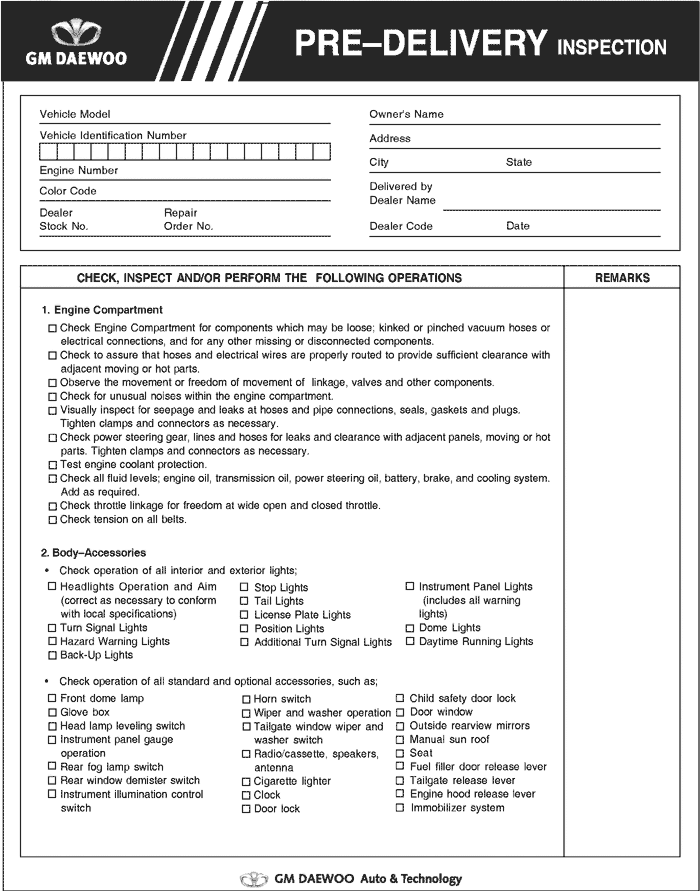 GM DAEWOO
PRE–DELIVERY INSPECTION
Vehicle Model
Vehicle Identification Number
Engine Number
Color Code
Dealer Repair
Stock No. Order No.
Owner's Name
Address
City State
Delivered by
Dealer Name
Dealer Code Date
CHECK, INSPECT AND/OR PERFORM THE FOLLOWING OPERATIONS
REMARKS
1. Engine Compartment
Check Engine Compartment for components which may be loose; kinked or pinched vacuum hoses or
electrical connections, and for any other missing or disconnected components.
Check to assure that hoses and electrical wires are properly routed to provide sufficient clearance with
adjacent moving or hot parts.
Observe the movement or freedom of movement of linkage, valves and other components.
Check for unusual noises within the engine compartment.
Visually inspect for seepage and leaks at hoses and pipe connections, seals, gaskets and plugs.
Tighten clamps and connectors as necessary.
Check power steering gear, lines and hoses for leaks and clearance with adjacent panels, moving or hot
parts. Tighten clamps and connectors as necessary.
Test engine coolant protection.
Check all fluid levels; engine oil, transmission oil, power steering oil, battery, brake, and cooling system.
Add as required.
Check throttle linkage for freedom at wide open and closed throttle.
Check tension on all belts.
2. Body–Accessories
• Check operation of all interior and exterior lights;
Headlights Operation and Aim
(correct as necessary to conform
with local specifications)
Turn Signal Lights
Hazard Warning Lights
Back-Up Lights
Stop Lights
Tail Lights
License Plate Lights
Position Lights
Additional Turn Signal Lights
Instrument Panel Lights
(includes all warning
lights)
Dome Lights
Daytime Running Lights
• Check operation of all standard and optional accessories, such as;
Front dome lamp
Glove box
Head lamp leveling switch
Instrument panel gauge
operation
Rear fog lamp switch
Rear window demister switch
Instrument illumination control
switch
Horn switch
Wiper and washer operation
Tailgate window wiper and
washer switch
Radio/cassette, speakers,
antenna
Cigarette lighter
Clock
Door lock
Child safety door lock
Door window
Outside rearview mirrors
Manual sun roof
Seat
Fuel filler door release lever
Tailgate release lever
Engine hood release lever
Immobilizer system
GM DAEWOO Auto & Technology